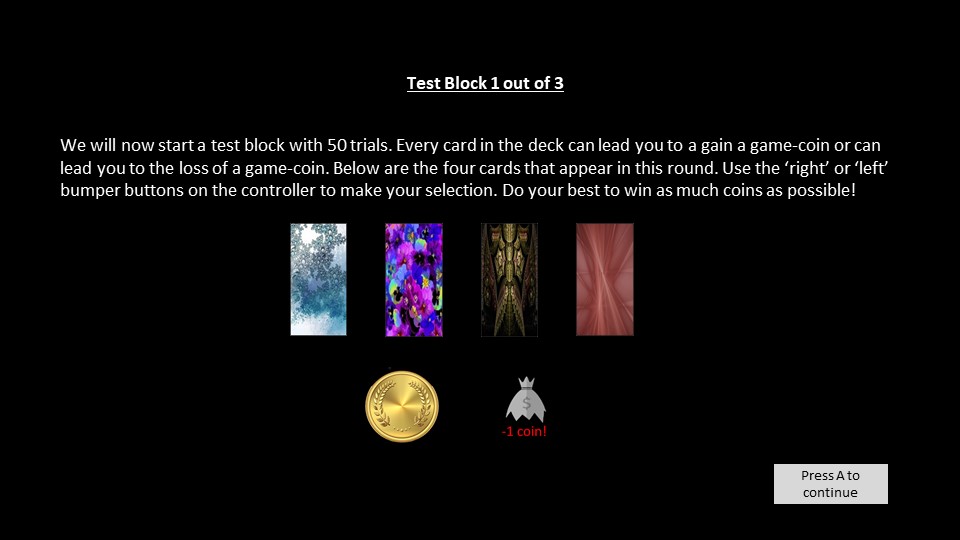 Test Block 1 out of 3
We will now start a test block with 50 trials. Every card in the deck can lead you to a gain a game-coin or can
lead you to the loss of a game-coin. Below are the four cards that appear in this round. Use the ‘right’ or ‘left’
bumper buttons on the controller to make your selection. Do your best to win as much coins as possible!
$
-1 coin!
Press A to
continue